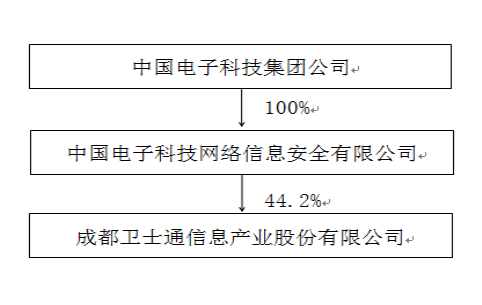 中国电子科技集团公司
100%
中国电子科技网络信息安全有限公司
44.2%
成都卫士通信息产业股份有限公司